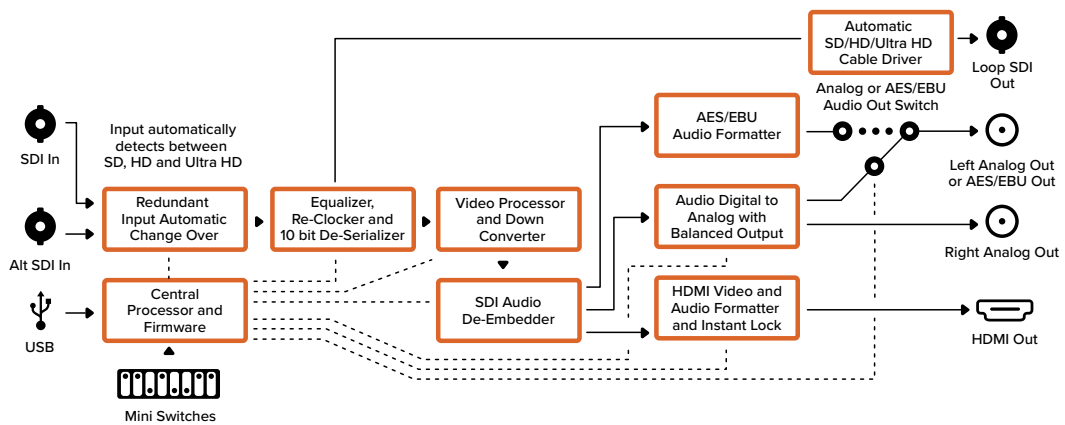 Automatic
SD/HD/Ultra HD
Cable Driver
Loop SDI
Out
Analog or AES/EBU
Audio Out Switch
SDI In
Input automatically
detects between
SD, HD and Ultra HD
AES/EBU
Audio Formatter
Left Analog Out
or AES/EBU Out
Alt SDI In
Redundant
Input Automatic
Change Over
Equalizer,
Re-Clocker and
10 bit De-Serializer
Video Processor
and Down
Converter
Audio Digital to
Analog with
Balanced Output
Right Analog Out
USB
Central
Processor and
Firmware
SDI Audio
De-Embedder
HDMI Video and
Audio Formatter
and Instant Lock
HDMI Out
Mini Switches